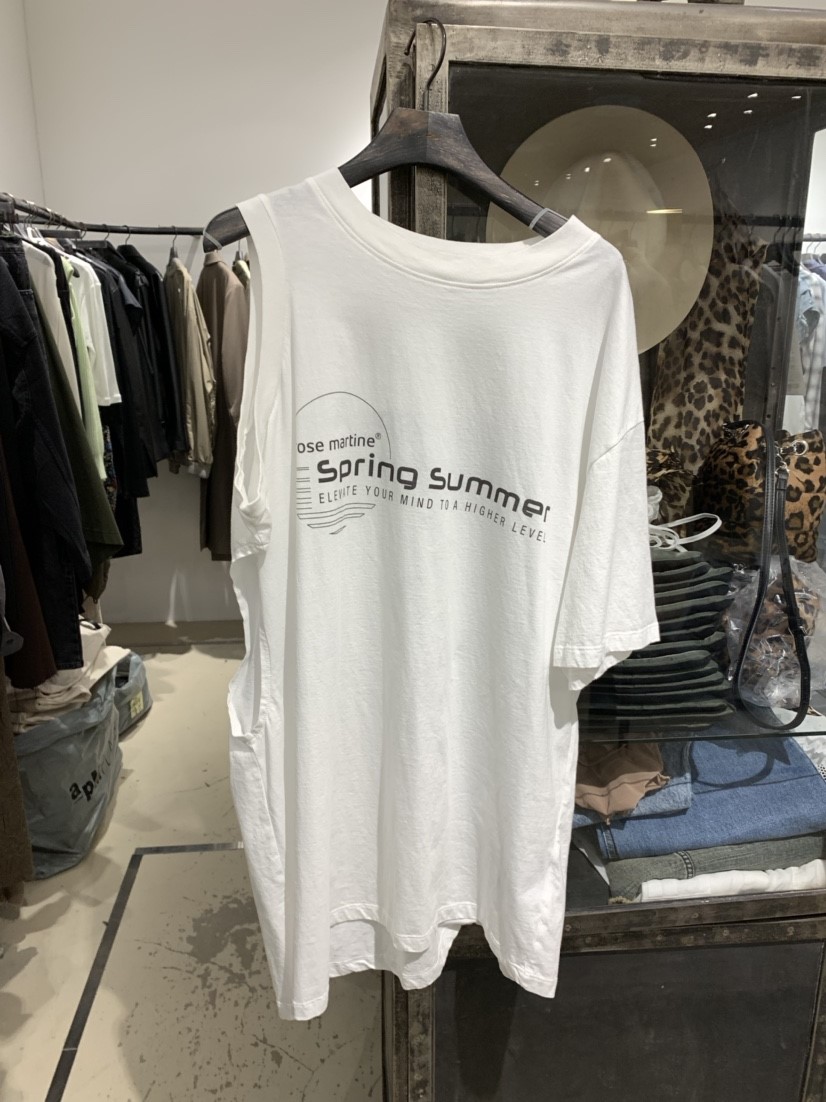 ose martine®
Spring Summer
ELEVATE YOUR MIND TO A HIGHER LEVEL